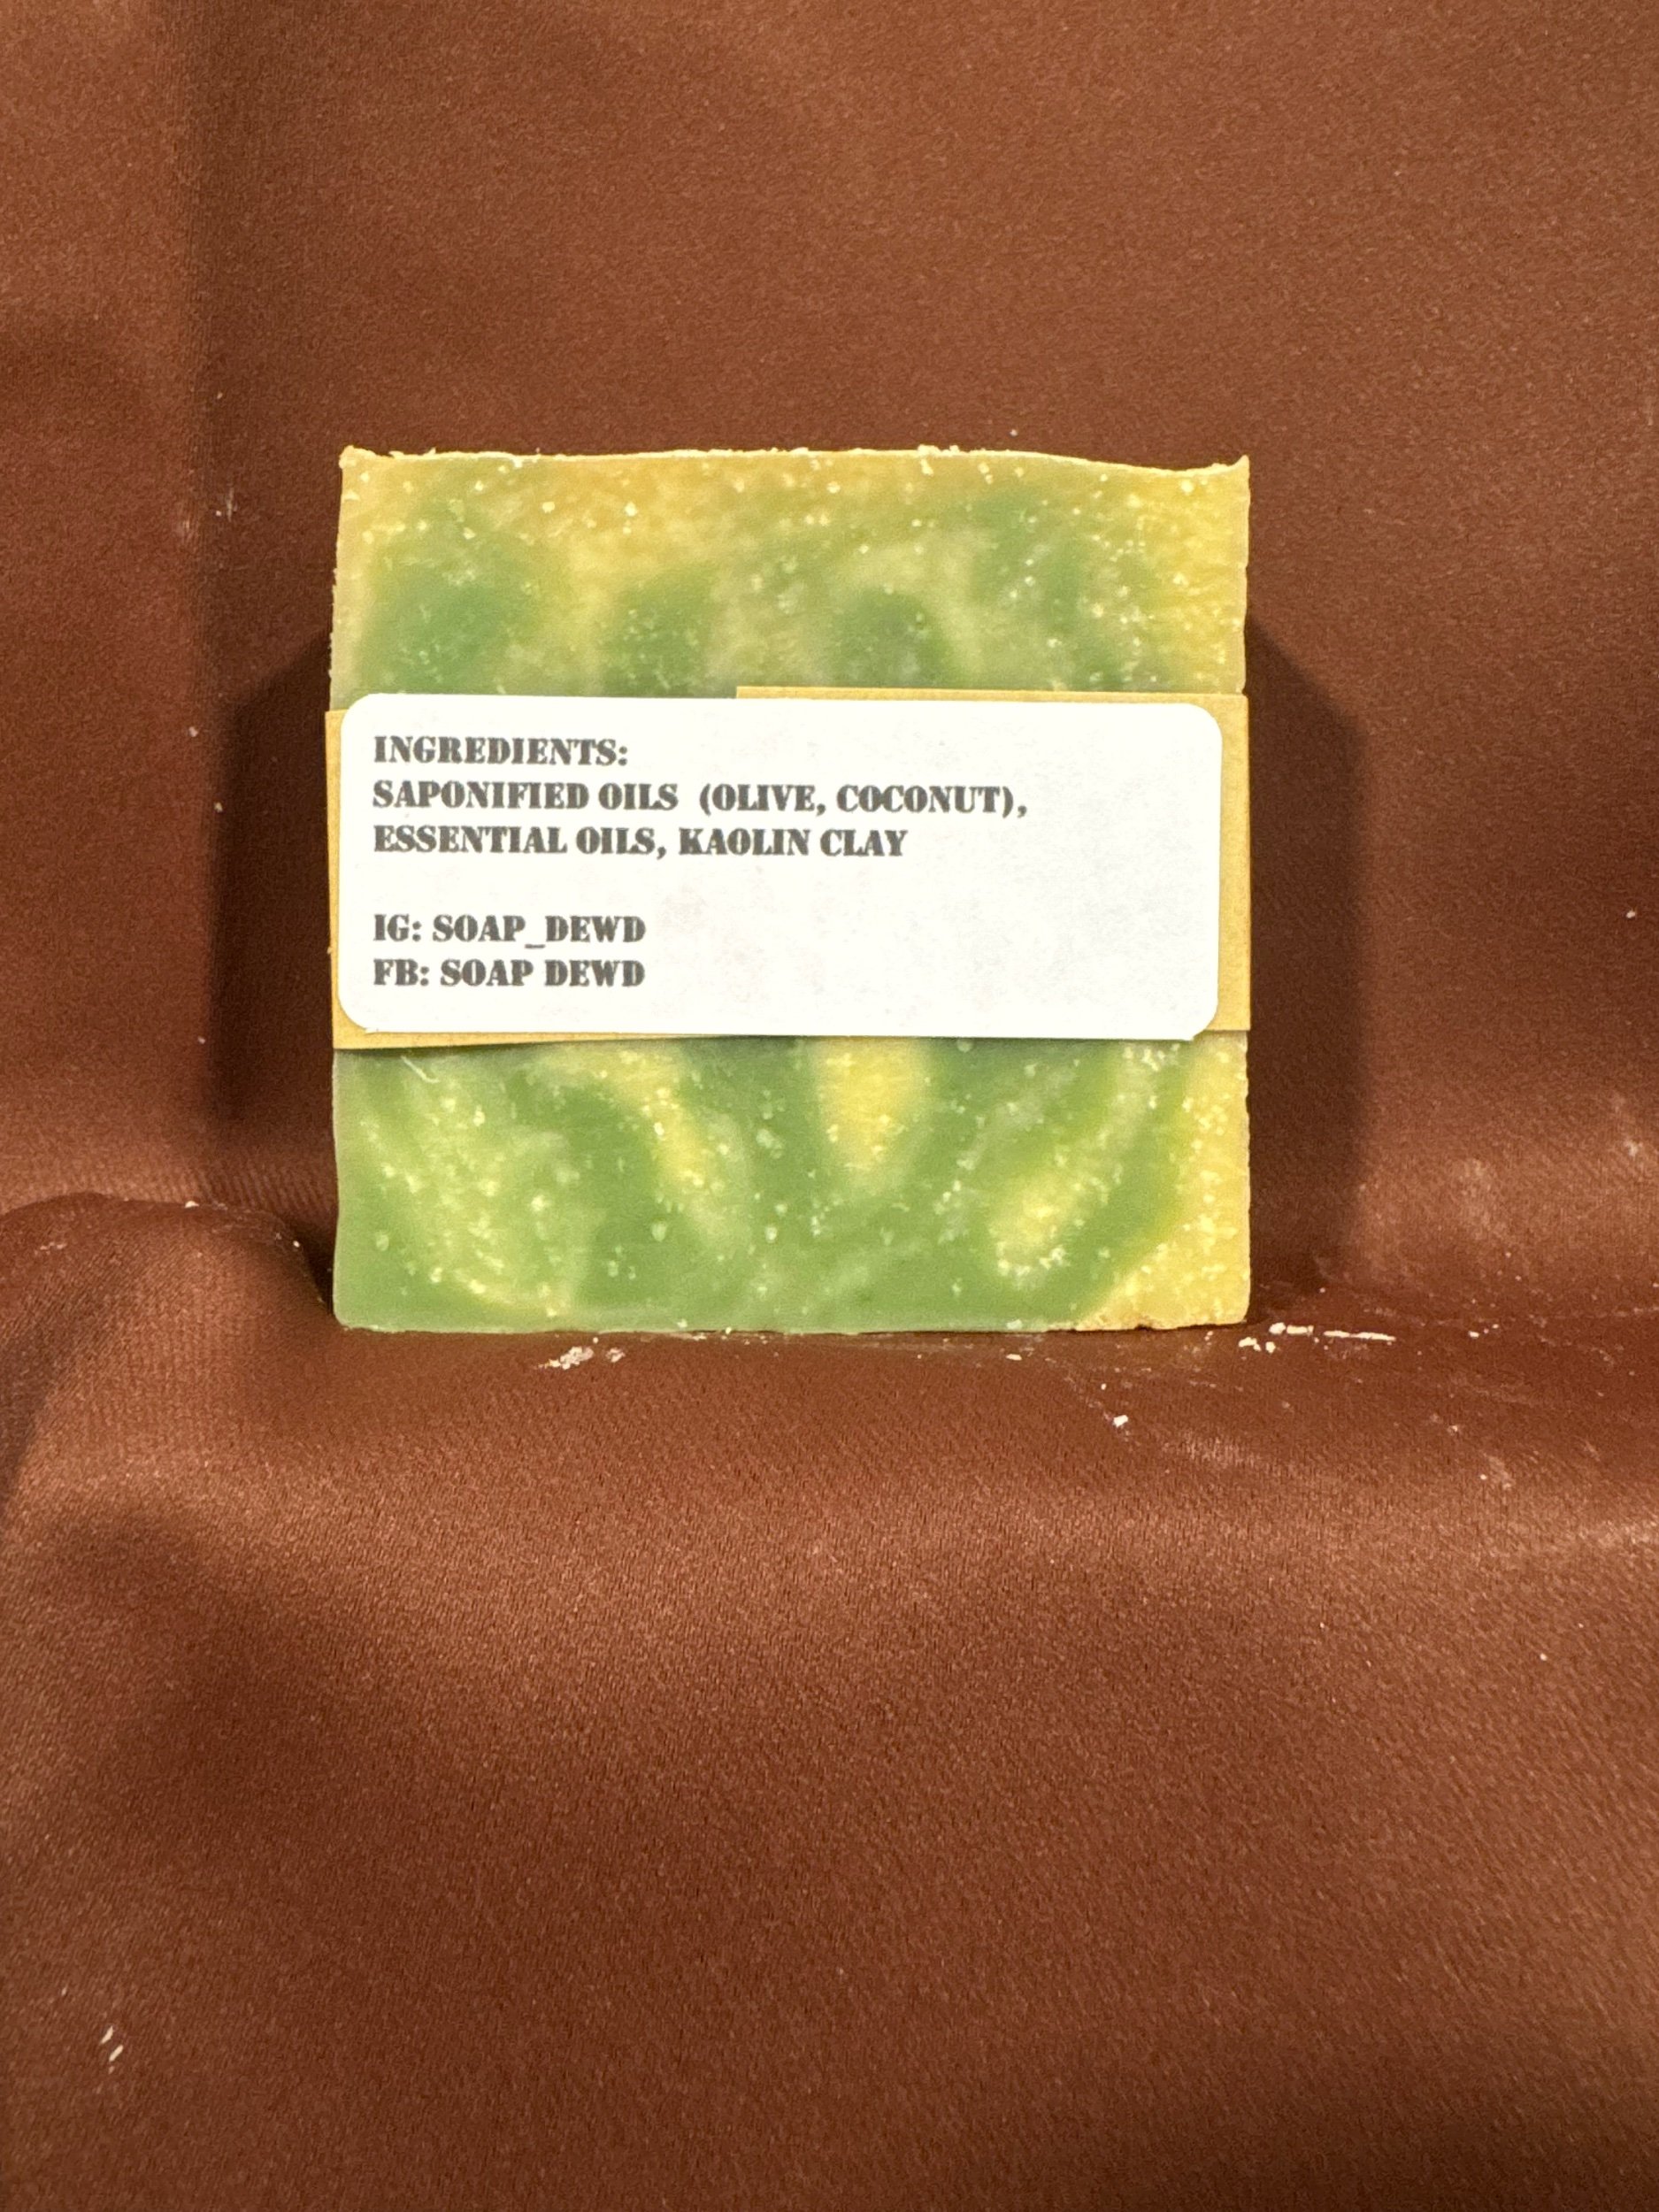 INGREDIENTS:
SAPONIFIED OILS (OLIVE, COCONUT),
ESSENTIAL OILS, KAOLIN CLAY
IG: SOAP_DEWD
FB: SOAP DEWD